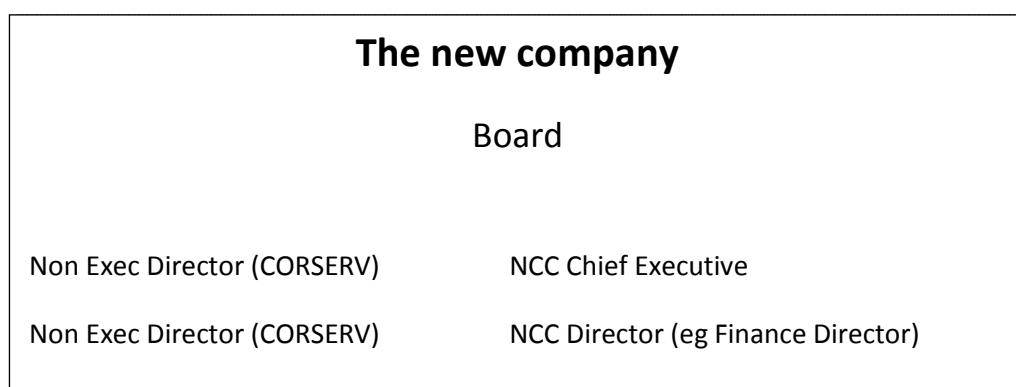 The new company
Board
Non Exec Director (CORSERV) NCC Chief Executive
Non Exec Director (CORSERV) NCC Director (eg Finance Director)